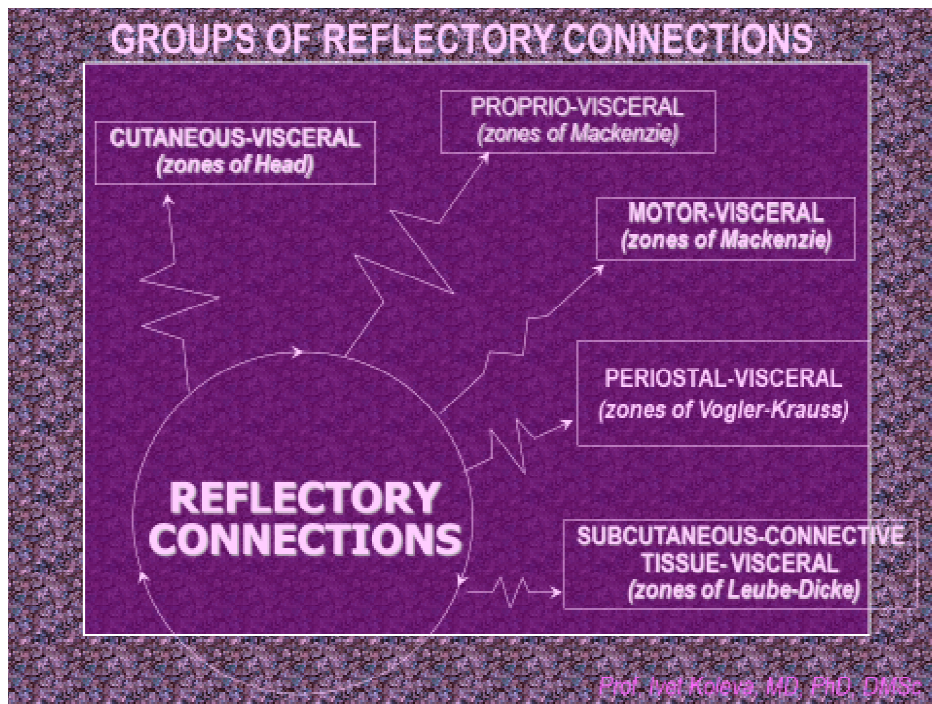 GROUPS OF REFLECTORY CONNECTIONS
CUTANEOUS-VISCERAL
(zones of Head)
PROPRIO-VISCERAL
(zones of Mackenzie)
MOTOR-VISCERAL
(zones of Mackenzie)
PERIOSTAL-VISCERAL
(zones of Vogler-Krauss)
REFLECTORY
CONNECTIONS
SUBCUTANEOUS-CONNECTIVE
TISSUE- VISCERAL
(zones of Leube-Dicke)
Prof. Ivet Koleva, MD, PhD, DMSc